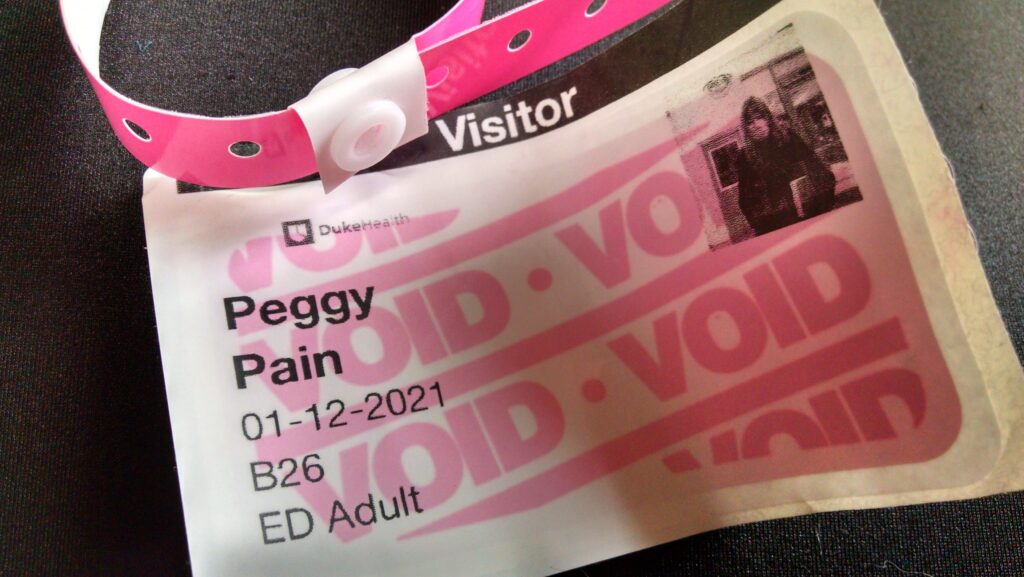 Visitor
DukeHealth
VOID
VOID • VOID
VOID • VOID
VOID
Peggy
Pain
01-12-2021
B26
ED Adult